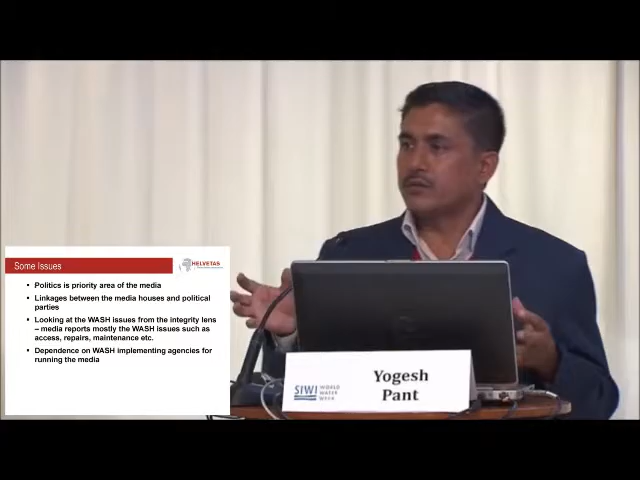 Some Issues
HELVETAS
• Politics is priority area of the media
• Linkages between the media houses and political
parties
• Looking at the WASH issues from the integrity lens
– media reports mostly the WASH issues such as
access, repairs, maintenance etc.
• Dependence on WASH implementing agencies for
running the media
SIWI
WORLD
WATER
WEEK
Yogesh
Pant